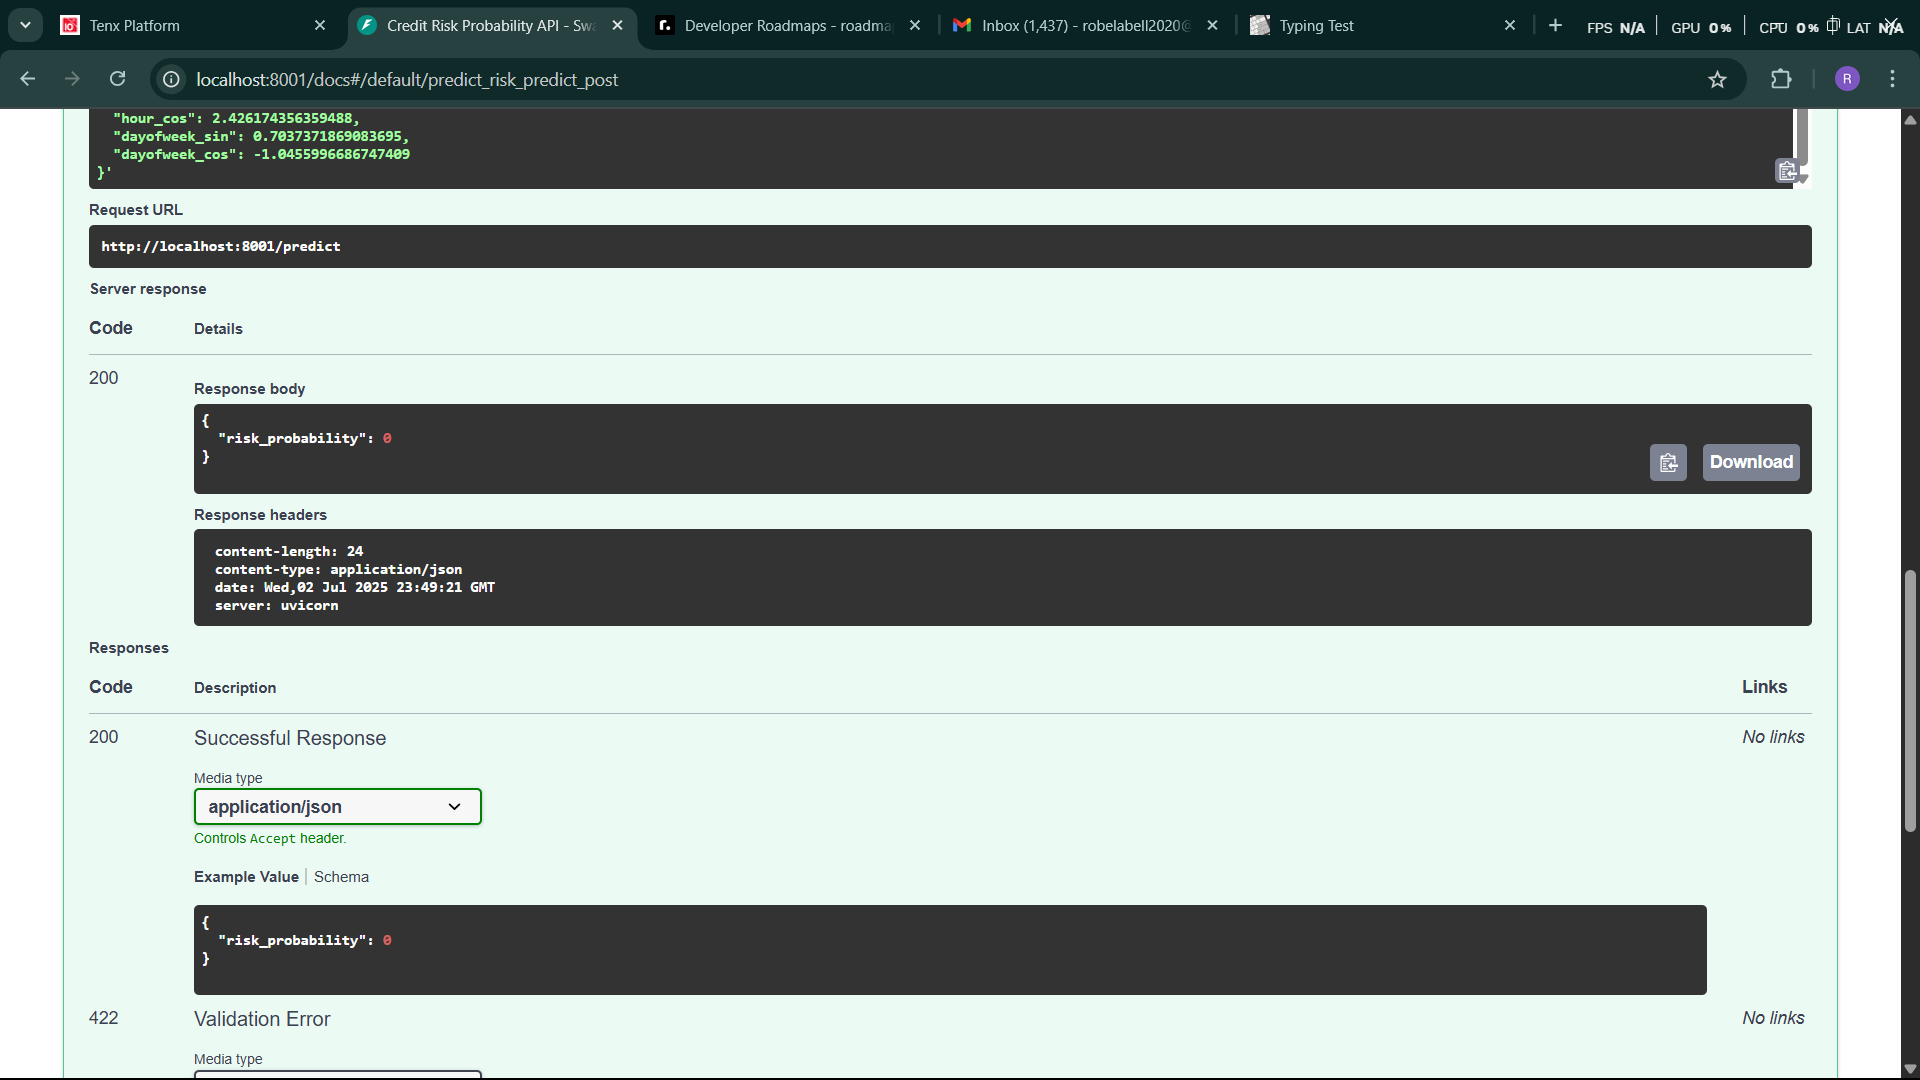 Tenx Platform
Credit Risk Probability API - Sw
Developer Roadmaps - roadma
Inbox (1,437) - robelabell2020@
Typing Test
FPS N/A
GPU 0%
CPU 0%
LAT N/A
localhost:8001/docs#/default/predict_risk_predict_post
R
"hour_cos": 2.426174356359488,
"dayofweek_sin": 0.7037371869083695,
"dayofweek_cos": -1.0455996686747409
}'
Request URL
http://localhost:8001/predict
Server response
Code Details
200
Response body
{
"risk_probability": 0
}
Download
Response headers
content-length: 24
content-type: application/json
date: Wed,02 Jul 2025 23:49:21 GMT
server: uvicorn
Responses
Code Description Links
200 Successful Response No links
Media type
application/json
Controls Accept header.
Example Value | Schema
{
"risk_probability": 0
}
422 Validation Error No links
Media type